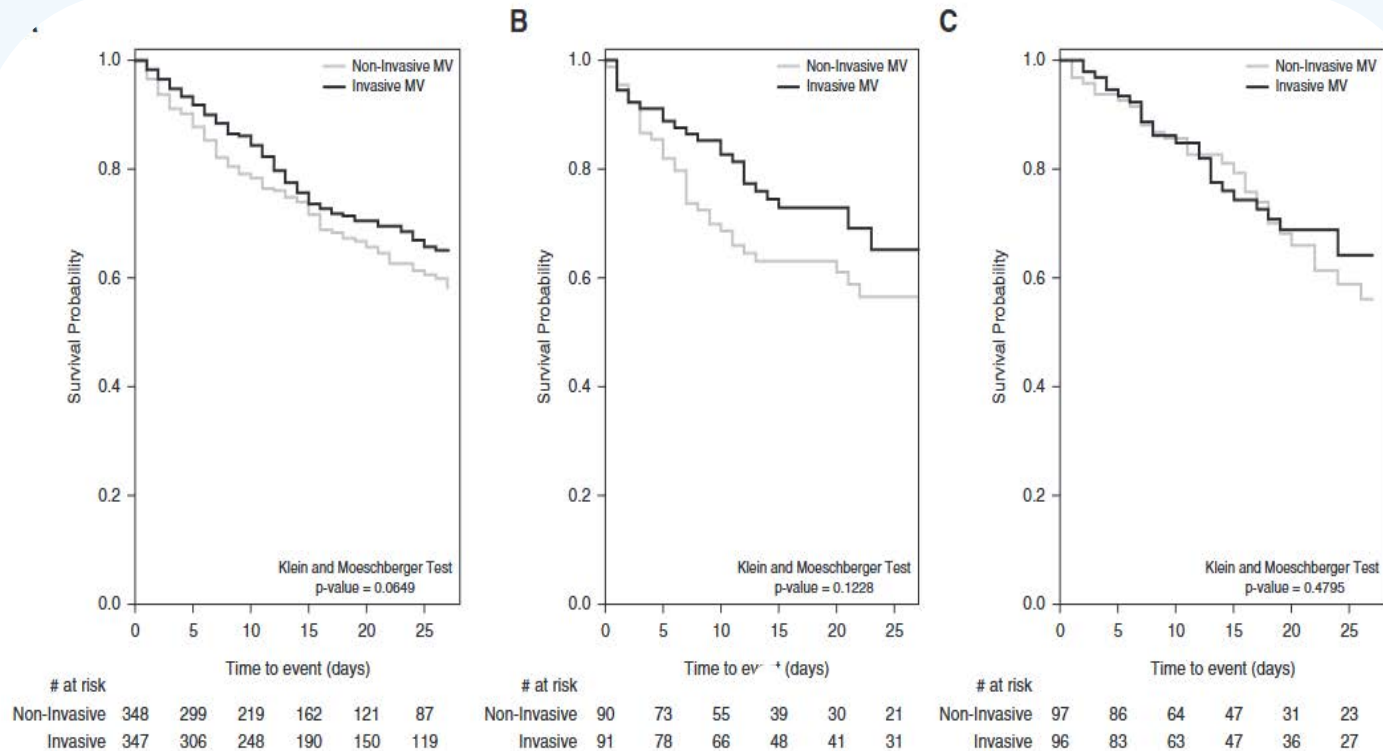 B
C
1.0
0.8
0.6
0.4
0.2
0.0
Survival Probability
Non-Invasive MV
Invasive MV
Klein and Moeschberger Test
p-value = 0.0649
0 5 10 15 20 25
Time to event (days)
# at risk
Non-Invasive 348 299 219 162 121 87
Invasive 347 306 248 190 150 119
1.0
0.8
0.6
0.4
0.2
0.0
Survival Probability
Non-Invasive MV
Invasive MV
Klein and Moeschberger Test
p-value = 0.1228
0 5 10 15 20 25
Time to (days)
# at risk
Non-Invasive 90 73 55 39 30 21
Invasive 91 78 66 48 41 31
1.0
0.8
0.6
0.4
0.2
0.0
Survival Probability
Non-Invasive MV
Invasive MV
Klein and Moeschberger Test
p-value = 0.4795
0 5 10 15 20 25
Time to event (days)
# at risk
Non-Invasive 97 86 64 47 31 23
Invasive 96 83 63 47 36 27